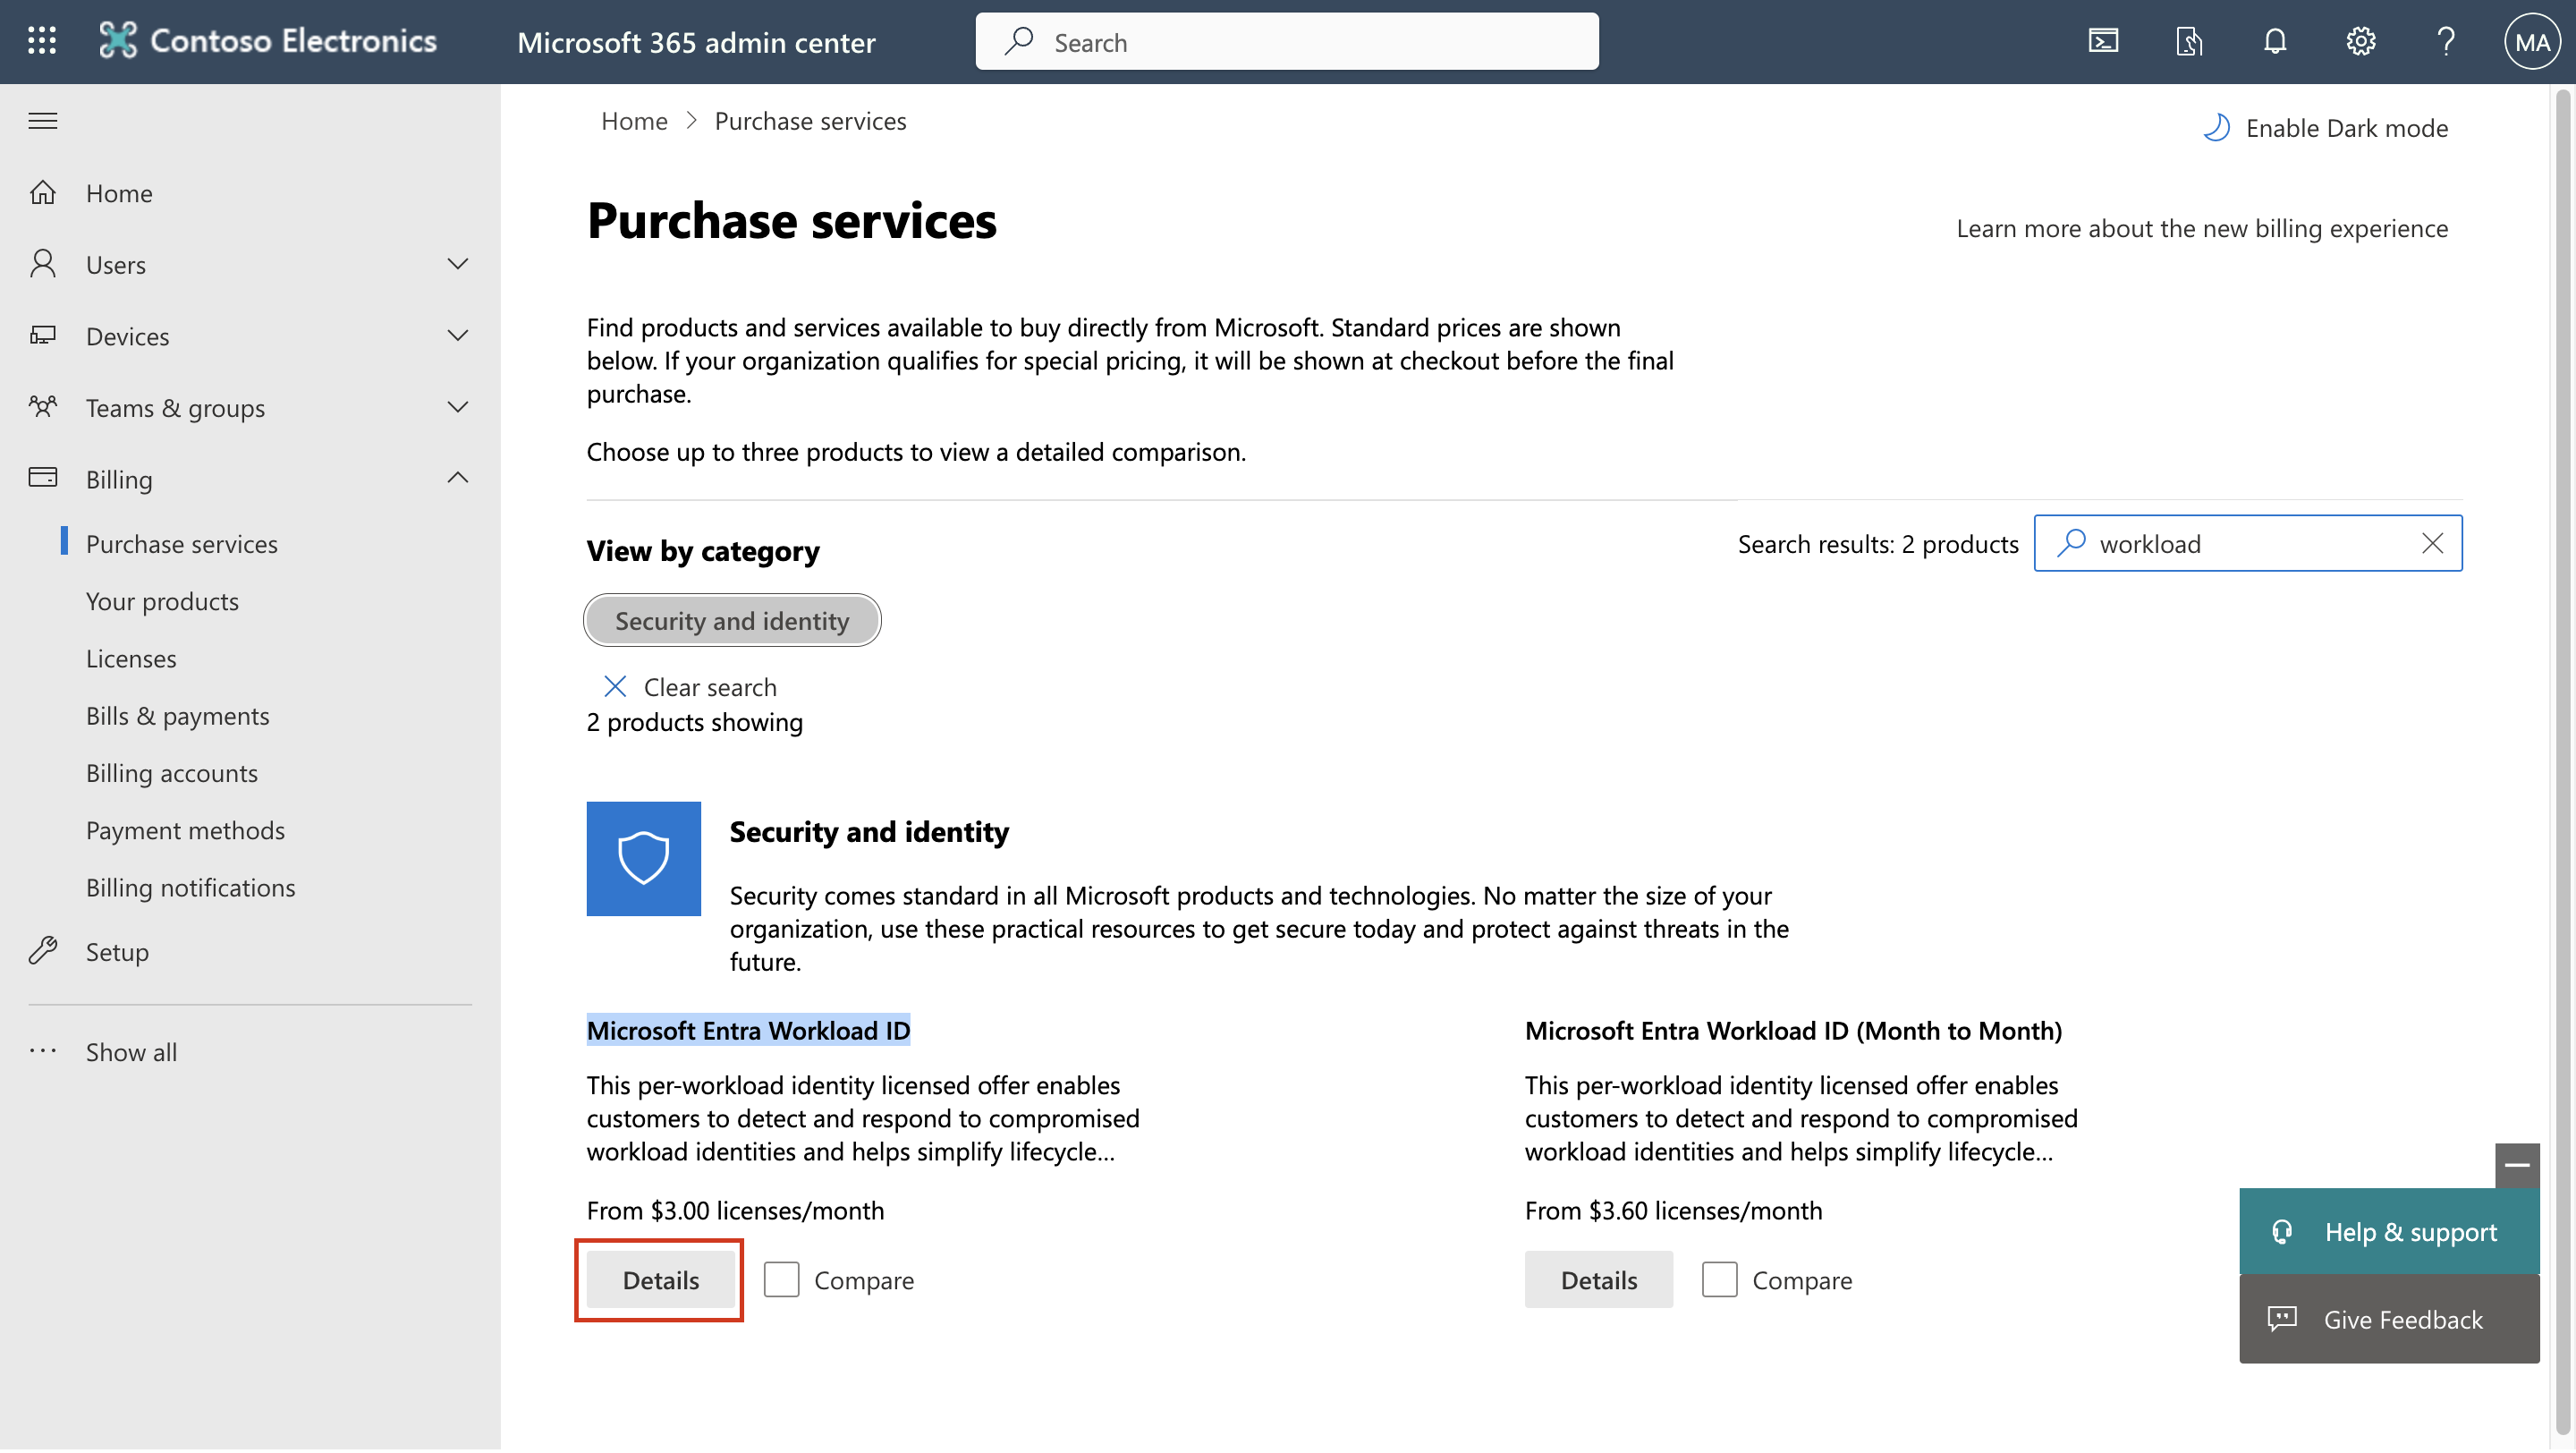 Contoso Electronics
Microsoft 365 admin center
Search
MA
Home
Users
Devices
Teams & groups
Billing
Purchase services
Your products
Licenses
Bills & payments
Billing accounts
Payment methods
Billing notifications
Setup
Show all
Home > Purchase services
Enable Dark mode
Purchase services
Learn more about the new billing experience
Find products and services available to buy directly from Microsoft. Standard prices are shown
below. If your organization qualifies for special pricing, it will be shown at checkout before the final
purchase.
Choose up to three products to view a detailed comparison.
View by category
Search results: 2 products
workload
Security and identity
Clear search
2 products showing
Security and identity
Security comes standard in all Microsoft products and technologies. No matter the size of your
organization, use these practical resources to get secure today and protect against threats in the
future.
Microsoft Entra Workload ID
This per-workload identity licensed offer enables
customers to detect and respond to compromised
workload identities and helps simplify lifecycle...
From $3.00 licenses/month
Details
Compare
Microsoft Entra Workload ID (Month to Month)
This per-workload identity licensed offer enables
customers to detect and respond to compromised
workload identities and helps simplify lifecycle...
From $3.60 licenses/month
Details
Compare
Help & support
Give Feedback